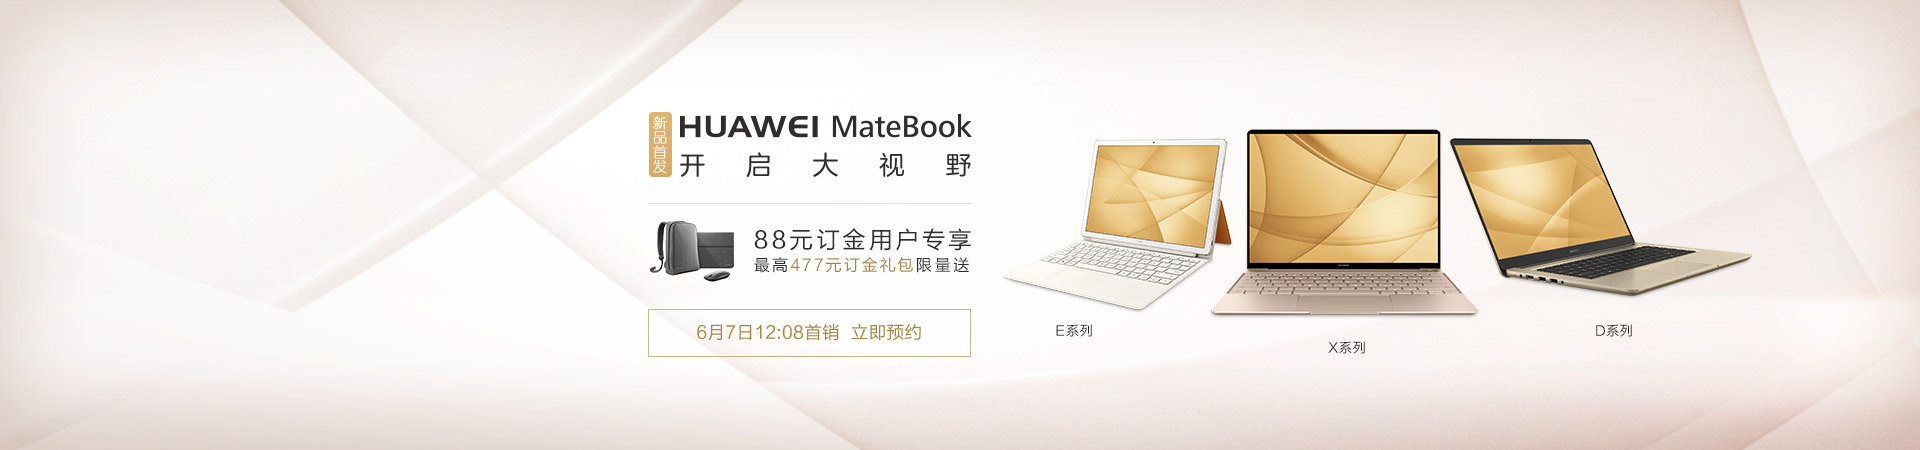 新品首发
HUAWEI MateBook
开启大视野
88元订金用户专享
最高477元订金礼包限量送
6月7日12:08首销 立即预约
E系列
X系列
D系列